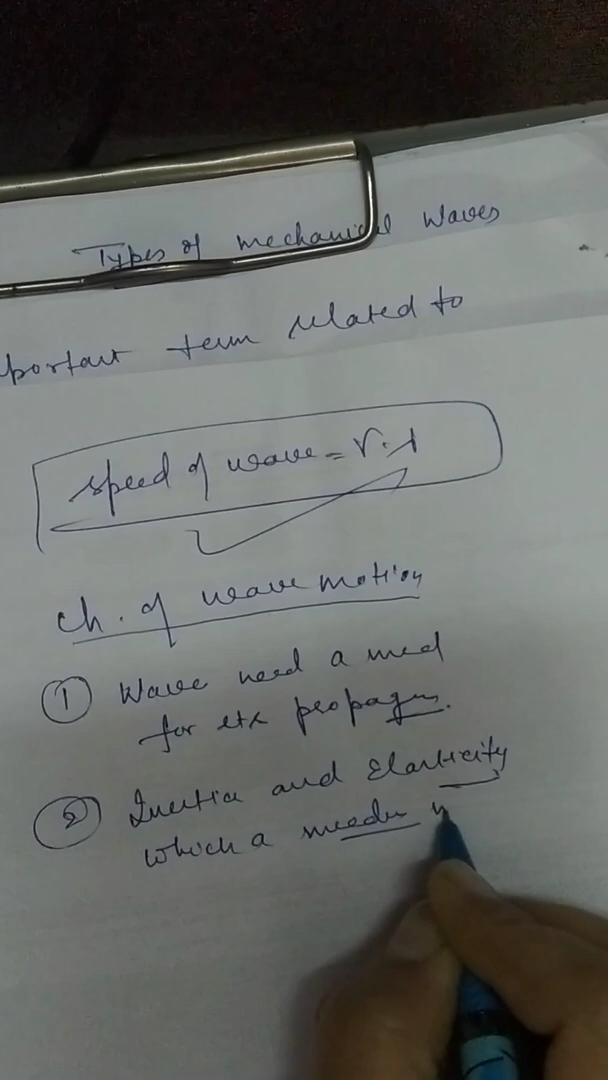 Types of mechanical waves
portant term related to
speed of wave = ν.λ
ch. of wave motion
① Wave need a med
for its propagn.
② Inertia and Elasticity
which a medu